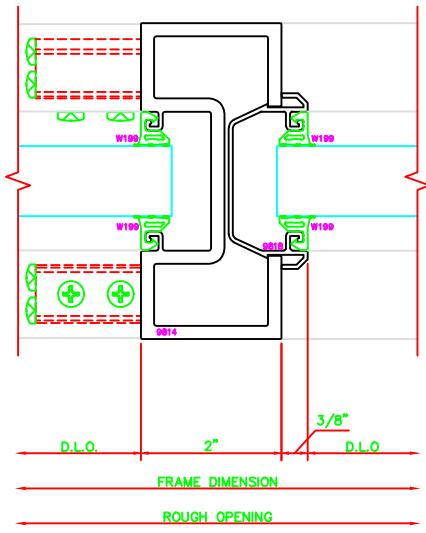 W199
W199
W199
W199
9818
9814
3/8"
D.L.O.
2"
D.L.O
FRAME DIMENSION
ROUGH OPENING